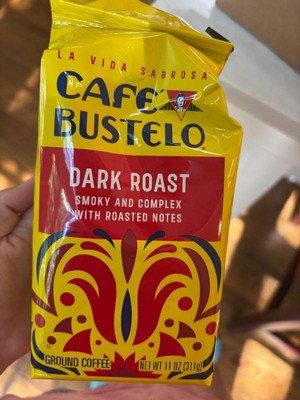 LA VIDA SABROSA
CAFÉ
BUSTELO
DARK ROAST
SMOKY AND COMPLEX
WITH ROASTED NOTES
GROUND COFFEE
NET WT 11 OZ (311g)